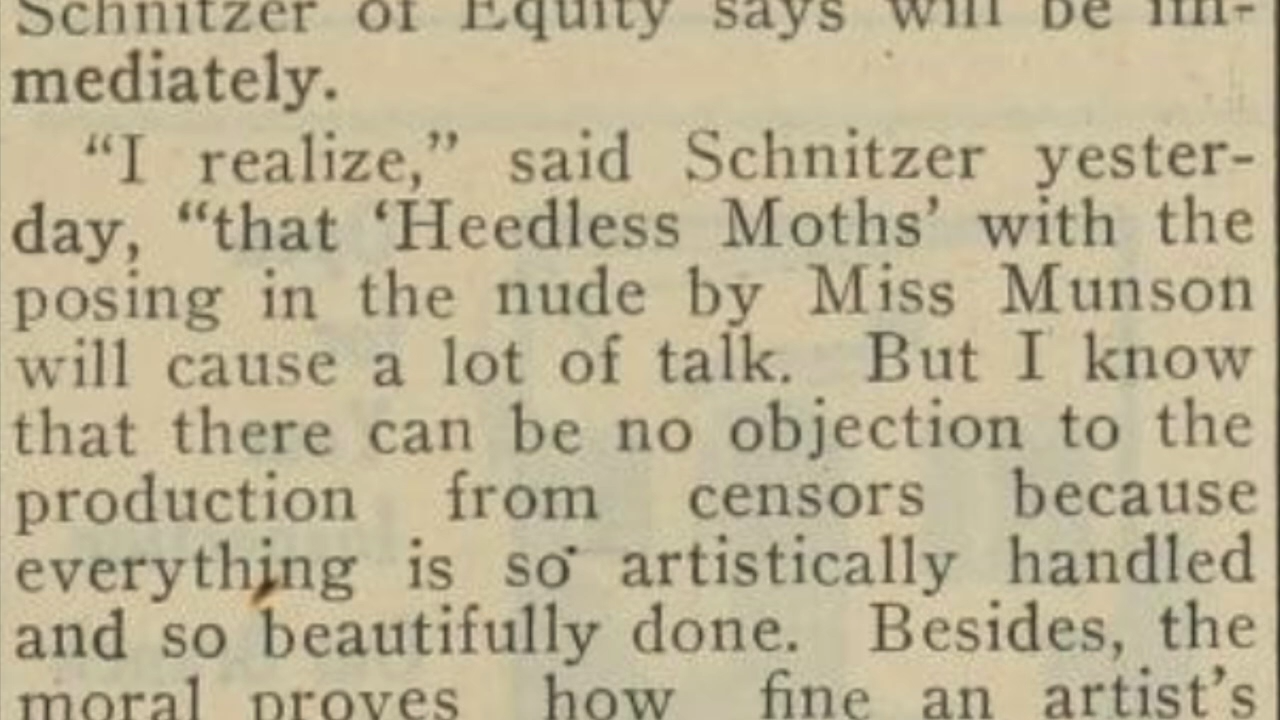 Schnitzer of Equity says will be im-
mediately.
“I realize,” said Schnitzer yester-
day, “that ‘Heedless Moths’ with the
posing in the nude by Miss Munson
will cause a lot of talk. But I know
that there can be no objection to the
production from censors because
everything is so artistically handled
and so beautifully done. Besides, the
moral proves how fine an artist’s